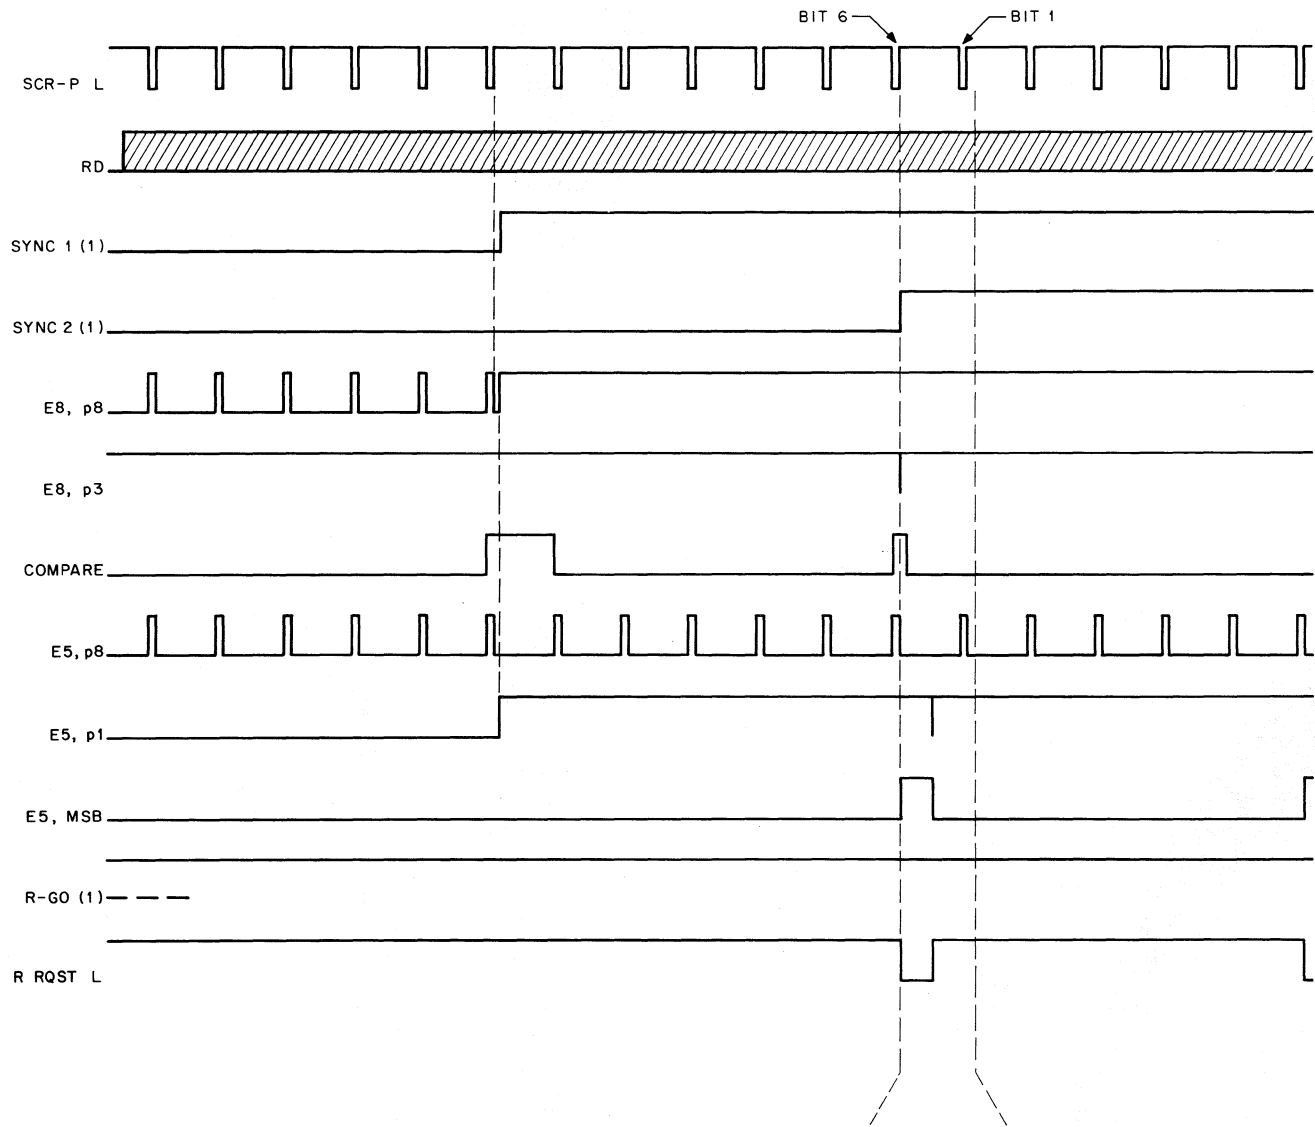 BIT 6
BIT 1
SCR-P L
RD
SYNC 1 (1)
SYNC 2 (1)
E8, p8
E8, p3
COMPARE
E5, p8
E5, p1
E5, MSB
R-GO (1)
R RQST L